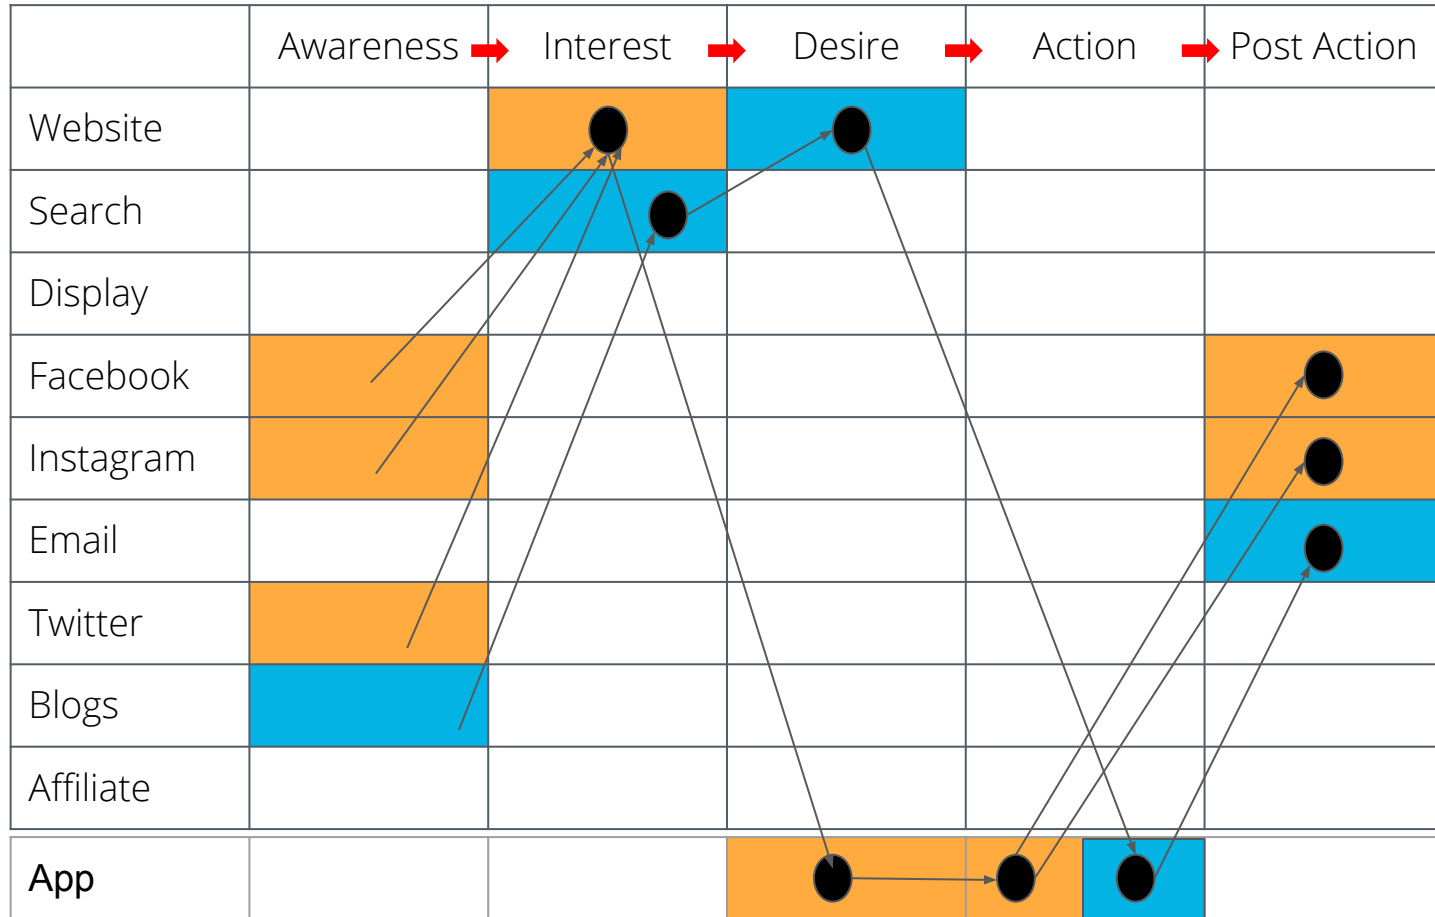 Awareness Interest Desire Action Post Action
Website
Search
Display
Facebook
Instagram
Email
Twitter
Blogs
Affiliate
App